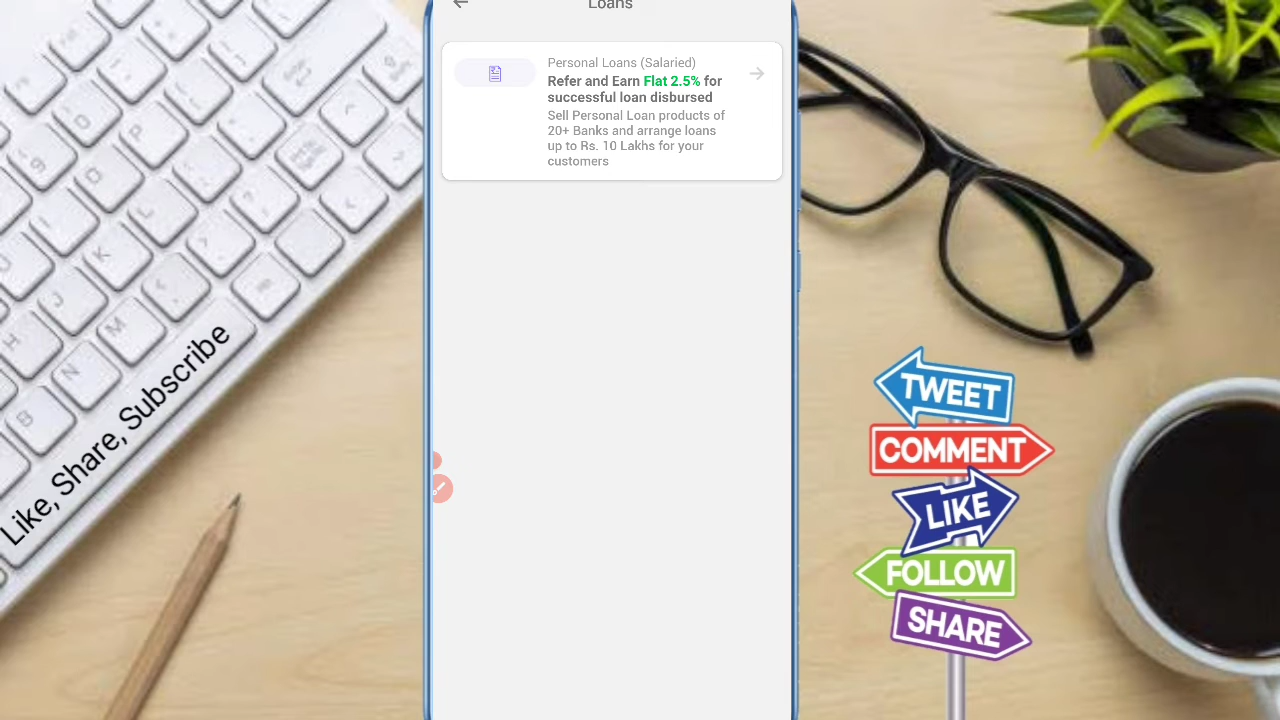 Loans
Personal Loans (Salaried)
Refer and Earn Flat 2.5% for
successful loan disbursed
Sell Personal Loan products of
20+ Banks and arrange loans
up to Rs. 10 Lakhs for your
customers
Like, Share, Subscribe
TWEET
COMMENT
LIKE
FOLLOW
SHARE